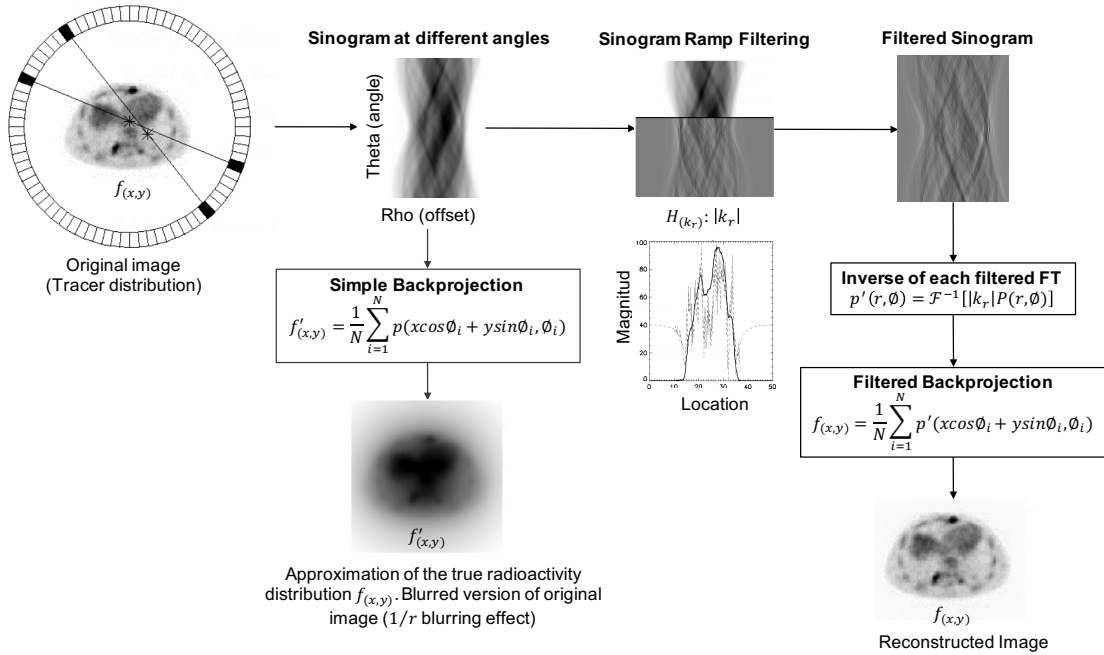 Sinogram at different angles
Sinogram Ramp Filtering
Filtered Sinogram
Theta (angle)
f(x,y)
Rho (offset)
H(kr): |kr|
Original image
(Tracer distribution)
Simple Backprojection
f′(x,y) = 1/N ∑ i=1 N p(xcos∅i + ysin∅i, ∅i)
Magnitud
100
80
60
40
20
0
0 10 20 30 40 50
Location
Inverse of each filtered FT
p′(r,∅) = ℱ−1[|kr|P(r,∅)]
Filtered Backprojection
f(x,y) = 1/N ∑ i=1 N p′(xcos∅i + ysin∅i, ∅i)
f′(x,y)
Approximation of the true radioactivity
distribution f(x,y). Blurred version of original
image (1/r blurring effect)
f(x,y)
Reconstructed Image